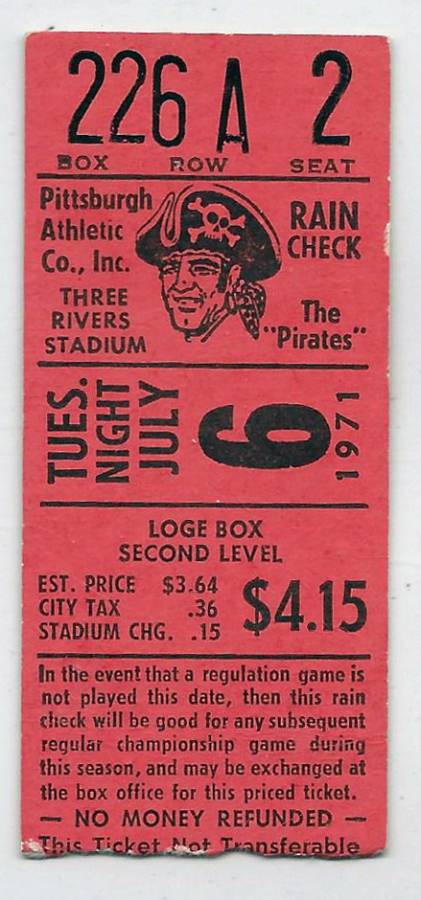 226 A 2
BOX ROW SEAT
Pittsburgh
Athletic
Co., Inc.
THREE
RIVERS
STADIUM
RAIN
CHECK
The
"Pirates"
TUES.
NIGHT
JULY
6
1971
LOGE BOX
SECOND LEVEL
EST. PRICE $3.64
CITY TAX .36
STADIUM CHG. .15
$4.15
In the event that a regulation game is
not played this date, then this rain
check will be good for any subsequent
regular championship game during
this season, and may be exchanged at
the box office for this priced ticket.
— NO MONEY REFUNDED —
This Ticket Not Transferable